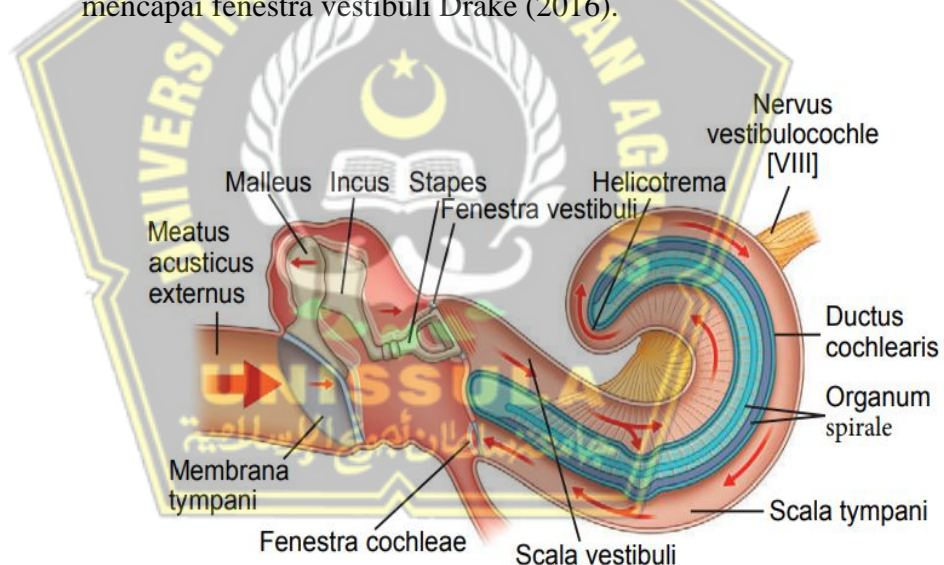 mencapai fenestra vestibuli Drake (2016).
Nervus
vestibulocochle
[VIII]
Malleus
Incus
Stapes
Helicotrema
Fenestra vestibuli
Meatus
acusticus
externus
Ductus
cochlearis
Organum
spirale
UNISSULA
Membrana
tympani
Scala tympani
Fenestra cochleae
Scala vestibuli